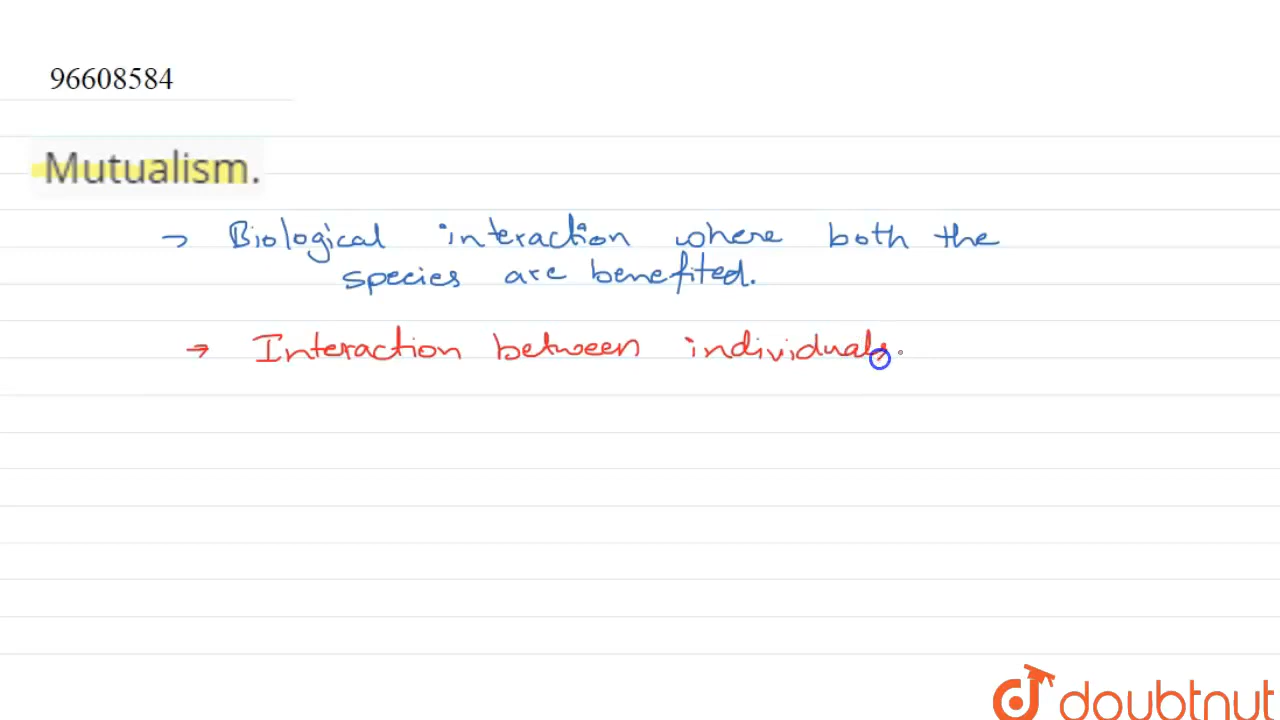 96608584
Mutualism.
→ Biological interaction where both the
species are benefited.
→ Interaction between individuals.
doubtnut